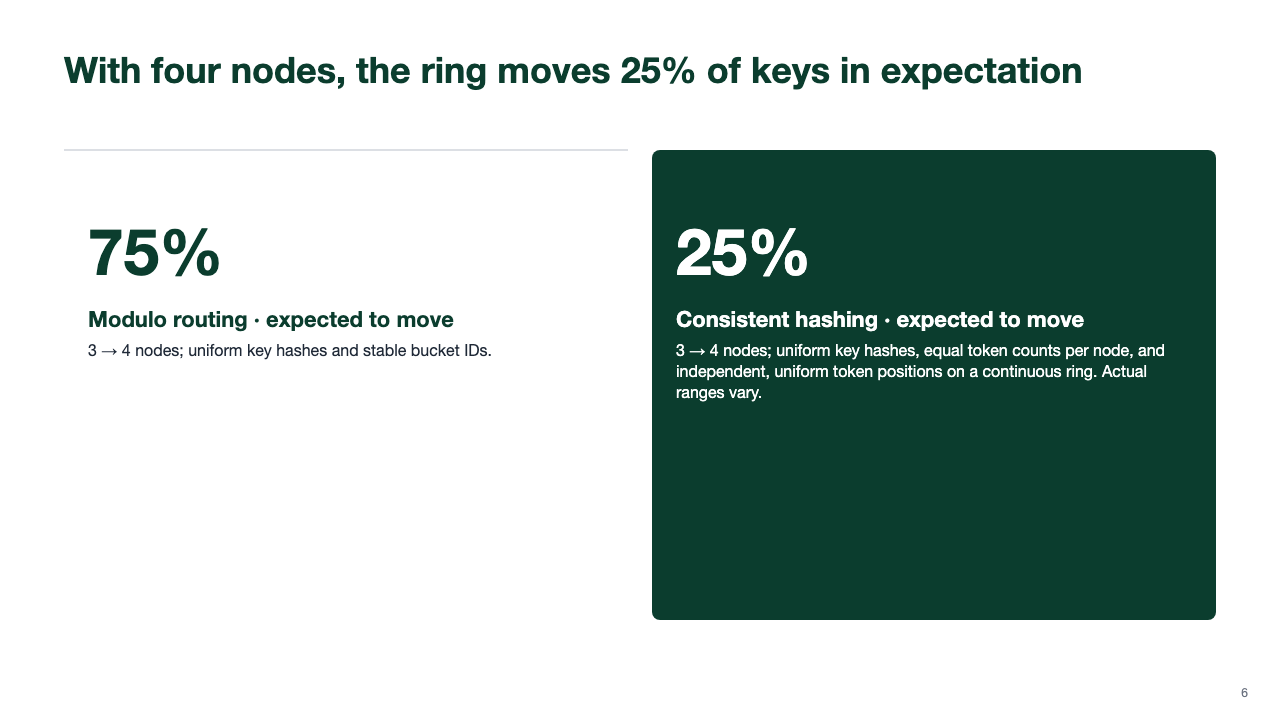 With four nodes, the ring moves 25% of keys in expectation
75%
Modulo routing · expected to move
3 → 4 nodes; uniform key hashes and stable bucket IDs.
25%
Consistent hashing · expected to move
3 → 4 nodes; uniform key hashes, equal token counts per node, and
independent, uniform token positions on a continuous ring. Actual
ranges vary.
6